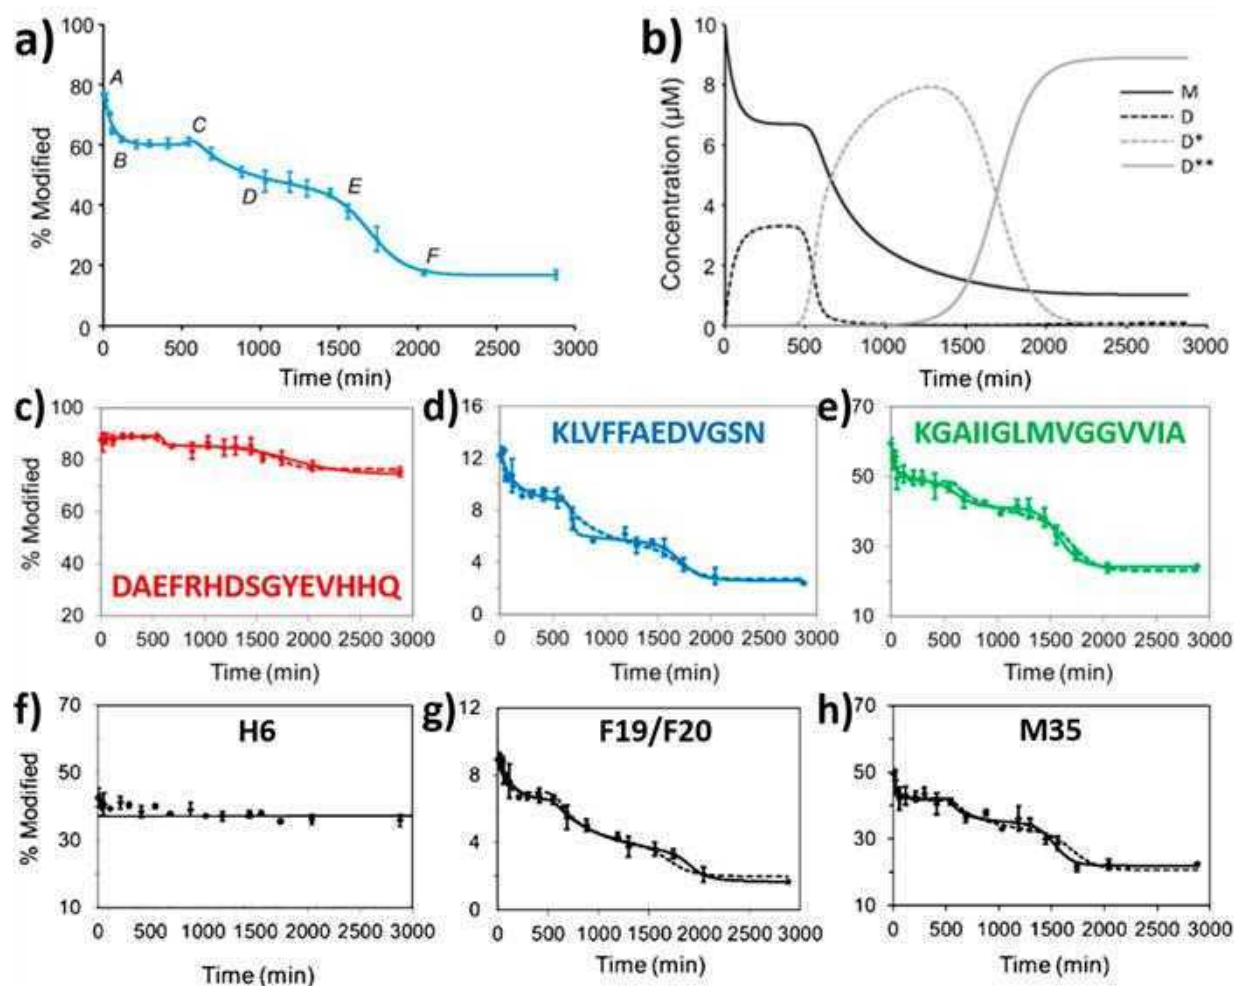 a)
100
80
60
40
20
0
% Modified
A
B
C
D
E
F
0 500 1000 1500 2000 2500 3000
Time (min)
b)
10
8
6
4
2
0
Concentration (µM)
M
D
D*
D**
0 500 1000 1500 2000 2500 3000
Time (min)
c)
100
80
60
40
20
% Modified
DAEFRHDSGYEVHHQ
0 500 1000 1500 2000 2500 3000
Time (min)
d)
16
12
8
4
0
KLVFFAEDVGSN
0 500 1000 1500 2000 2500 3000
Time (min)
e)
70
50
30
10
KGAIIGLMVGGVVIA
0 500 1000 1500 2000 2500 3000
Time (min)
f)
70
50
30
10
% Modified
H6
0 500 1000 1500 2000 2500 3000
Time (min)
g)
12
8
4
0
F19/F20
0 500 1000 1500 2000 2500 3000
Time (min)
h)
70
50
30
10
M35
0 500 1000 1500 2000 2500 3000
Time (min)